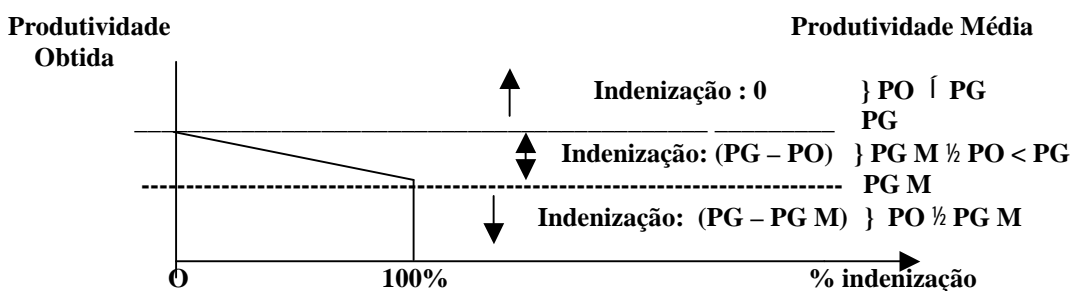 Produtividade Produtividade Média
Obtida
Indenização : 0 } PO Í PG
PG
Indenização: (PG – PO) } PG M ½ PO < PG
PG M
Indenização: (PG – PG M) } PO ½ PG M
O 100% % indenização